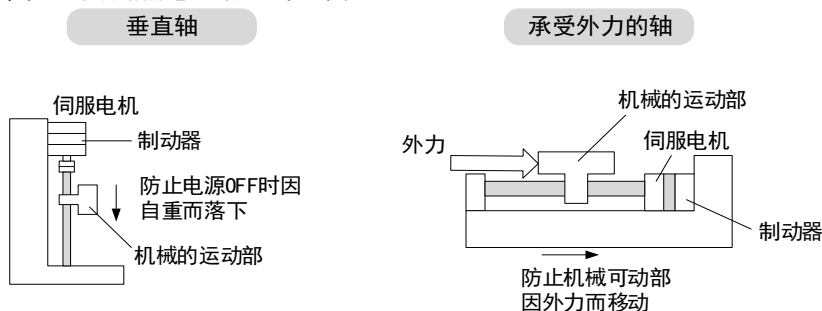 垂直轴
伺服电机
制动器
防止电源OFF时因
自重而落下
机械的运动部
承受外力的轴
机械的运动部
外力
伺服电机
制动器
防止机械可动部
因外力而移动